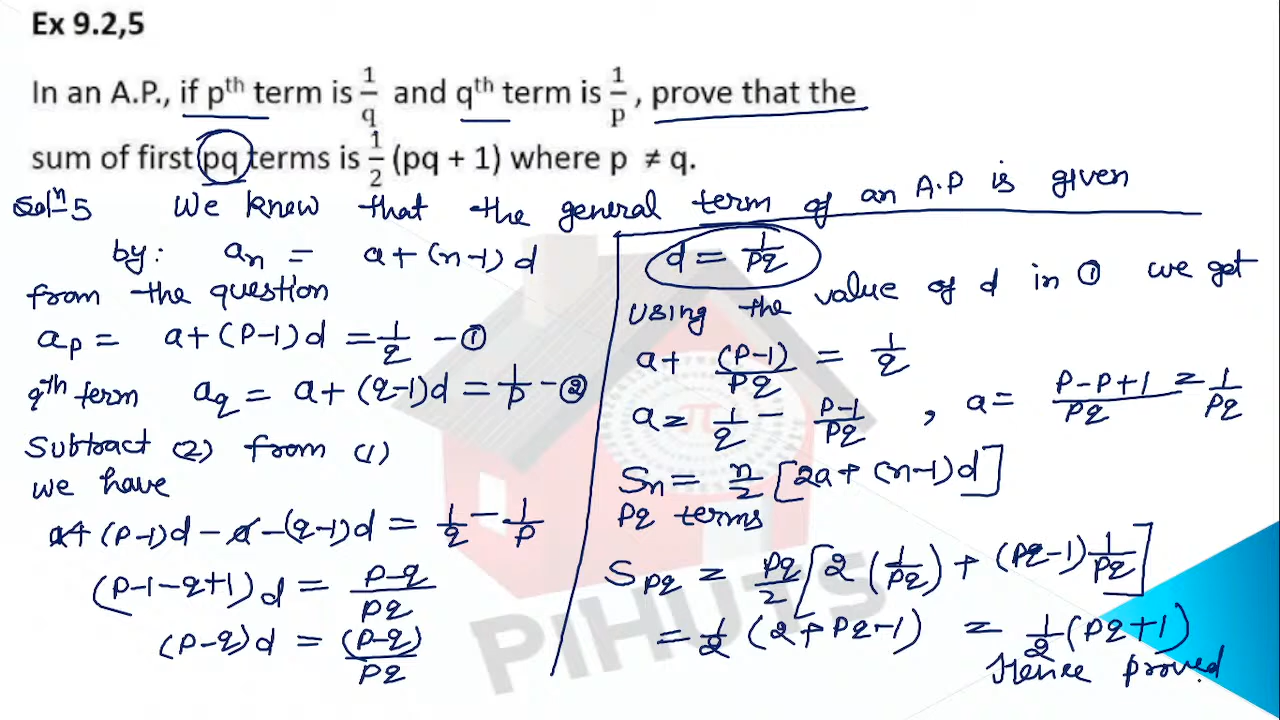 Ex 9.2,5
In an A.P., if pᵗʰ term is 1/q and qᵗʰ term is 1/p, prove that the
sum of first pq terms is 1/2 (pq + 1) where p ≠ q.
Solⁿ-5 We know that the general term of an A.P is given
by: aₙ = a+(n-1)d
from the question
aₚ = a+(P-1)d = 1/q - ①
qᵗʰ term a_q = a+(q-1)d = 1/p - ②
Subtract (2) from (1)
we have
a+(P-1)d - a - (q-1)d = 1/q - 1/p
(P-1-q+1)d = P-q/Pq
(P-q)d = (P-q)/Pq
d = 1/Pq
Using the value of d in ① we get
a+ (P-1)/Pq = 1/q
a = 1/q - P-1/Pq , a = P-P+1/Pq = 1/Pq
Sₙ = n/2 [2a+(n-1)d]
Pq terms
S_Pq = Pq/2 [2 (1/Pq) + (Pq-1) 1/Pq]
= 1/2 (2+Pq-1) = 1/2 (Pq+1)
Hence proved
PIHUTS